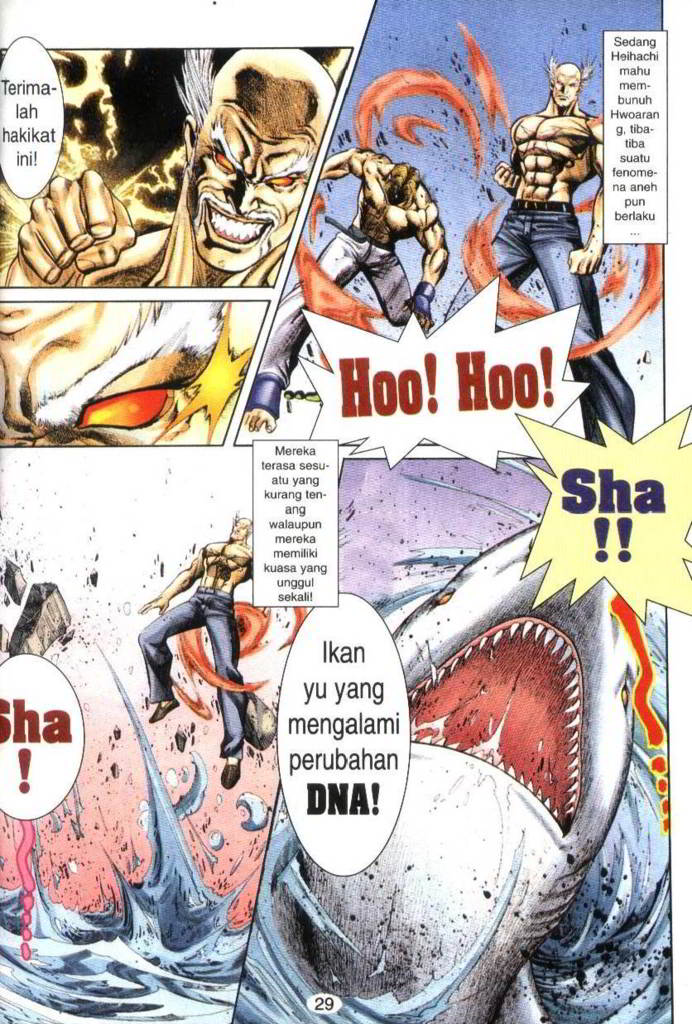 Terima-
lah
hakikat
ini!
Sedang
Heihachi
mahu
mem-
bunuh
Hwoaran
g, tiba-
tiba
suatu
fenome-
na aneh
pun
berlaku
...
Hoo! Hoo!
Mereka
terasa sesu-
atu yang
kurang ten-
ang
walaupun
mereka
memiliki
kuasa yang
unggul
sekali!
Sha
!!
Sha
!
Ikan
yu yang
mengalami
perubahan
DNA!
29